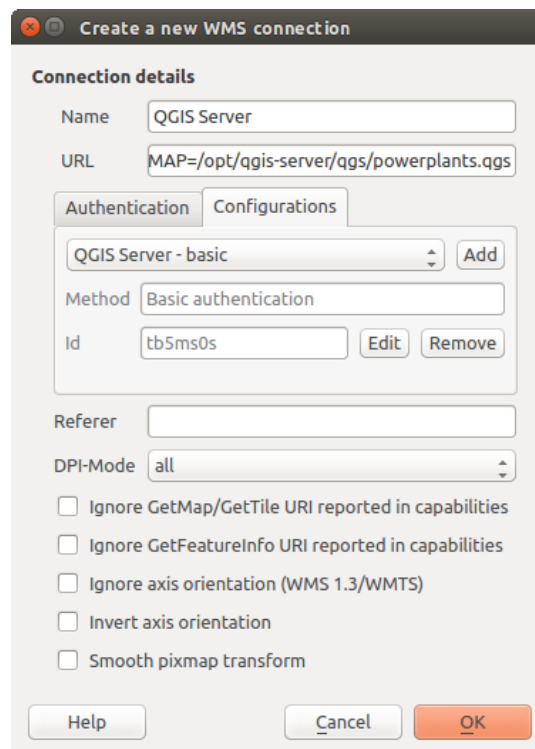 Create a new WMS connection
Connection details
Name QGIS Server
URL MAP=/opt/qgis-server/qgs/powerplants.qgs
Authentication Configurations
QGIS Server - basic Add
Method Basic authentication
Id tb5ms0s Edit Remove
Referer
DPI-Mode all
Ignore GetMap/GetTile URI reported in capabilities
Ignore GetFeatureInfo URI reported in capabilities
Ignore axis orientation (WMS 1.3/WMTS)
Invert axis orientation
Smooth pixmap transform
Help Cancel OK